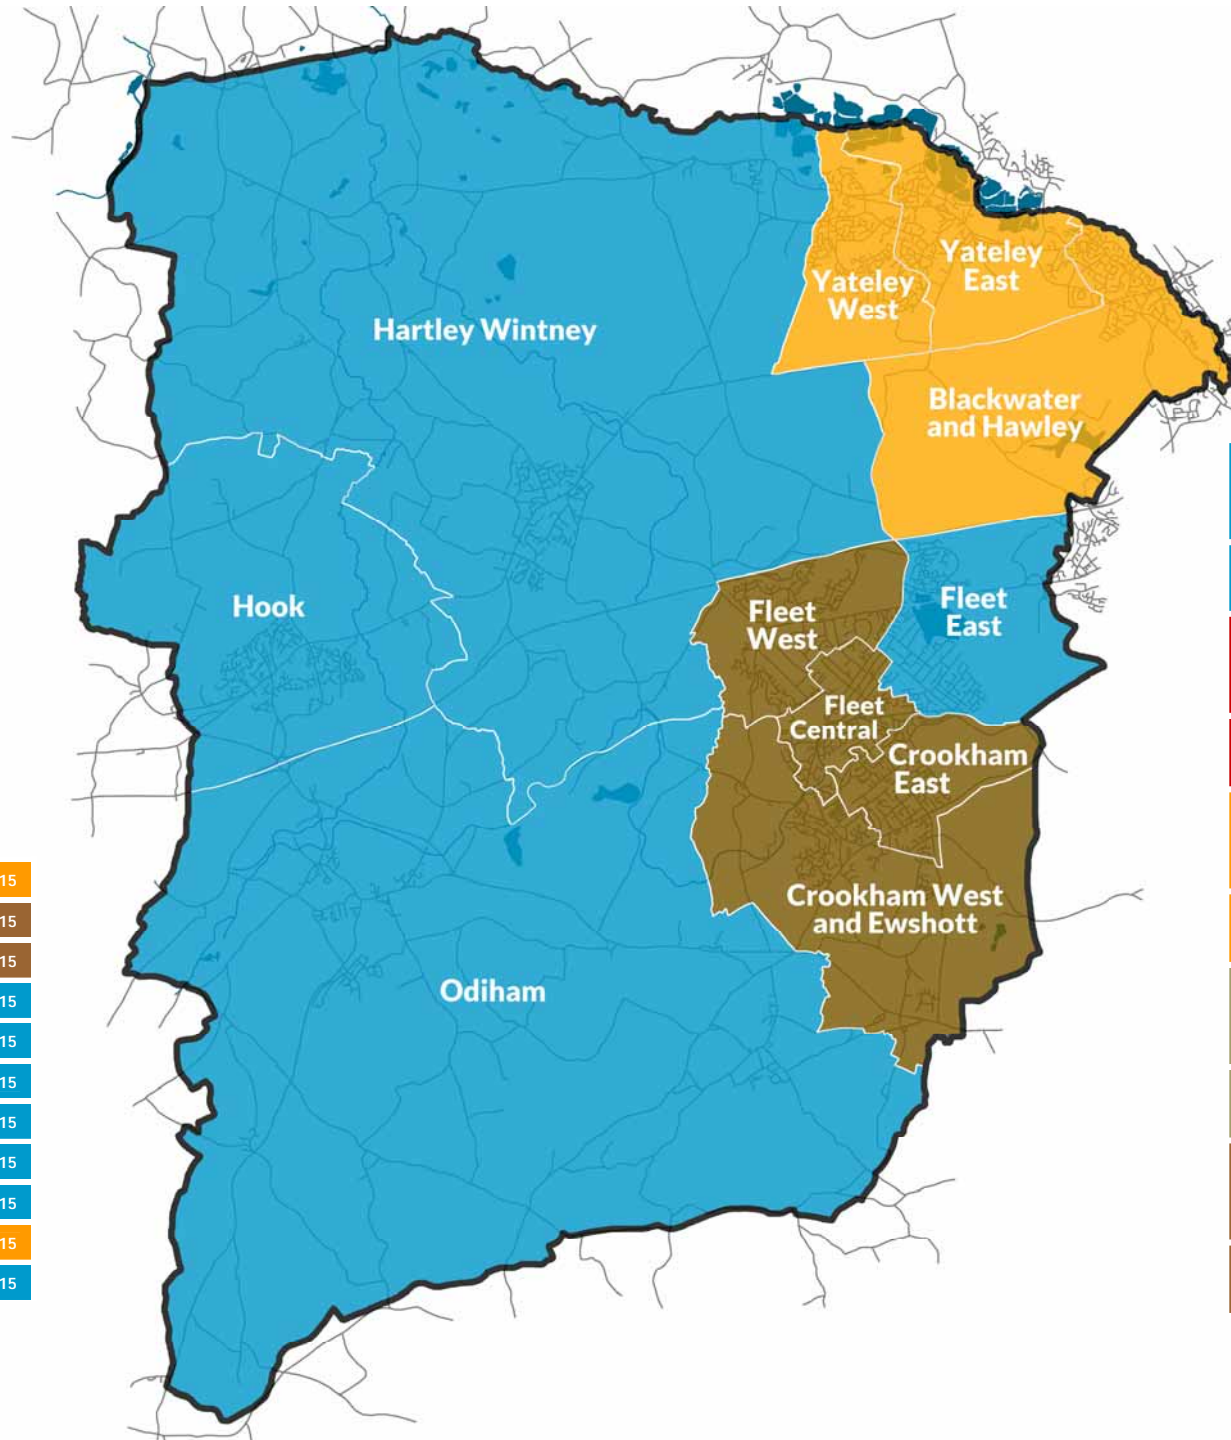 Yateley
East
Yateley
West
Hartley Wintney
Blackwater
and Hawley
Hook
Fleet
West
Fleet
East
Fleet
Central
Crookham
East
Crookham West
and Ewshott
Odiham
15
15
15
15
15
15
15
15
15
15
15